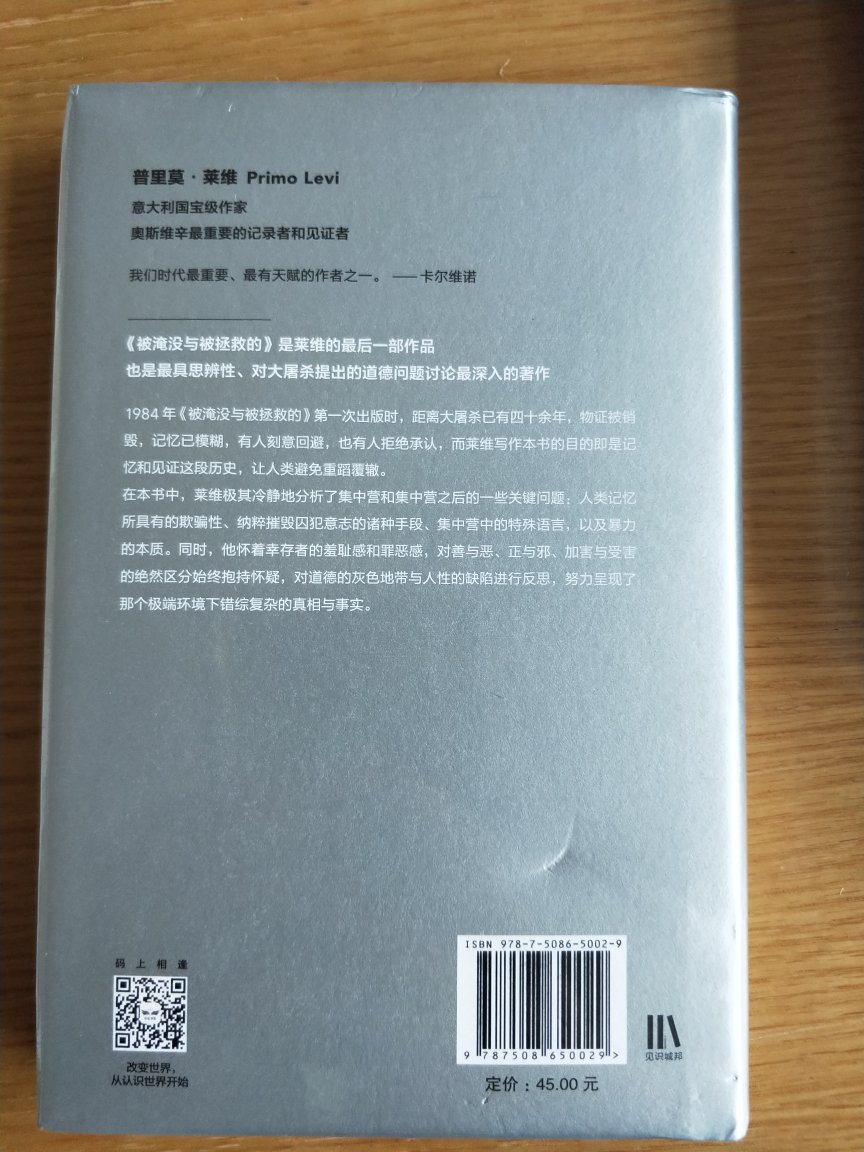 普里莫·莱维 Primo Levi
意大利国宝级作家
奥斯维辛最重要的记录者和见证者
我们时代最重要、最有天赋的作者之一。 ——卡尔维诺
《被淹没与被拯救的》是莱维的最后一部作品
也是最具思辨性、对大屠杀提出的道德问题讨论最深入的著作
1984年《被淹没与被拯救的》第一次出版时，距离大屠杀已有四十余年，物证被销
毁，记忆已模糊，有人刻意回避，也有人拒绝承认，而莱维写作本书的目的即是记
忆和见证这段历史，让人类避免重蹈覆辙。
在本书中，莱维极其冷静地分析了集中营和集中营之后的一些关键问题：人类记忆
所具有的欺骗性、纳粹摧毁囚犯意志的诸种手段、集中营中的特殊语言，以及暴力
的本质。同时，他怀着幸存者的羞耻感和罪恶感，对善与恶、正与邪、加害与受害
的绝然区分始终抱持怀疑，对道德的灰色地带与人性的缺陷进行反思，努力呈现了
那个极端环境下错综复杂的真相与事实。
码上相逢
改变世界，
从认识世界开始
ISBN 978-7-5086-5002-9
9 787508 650029 >
定价：45.00 元
见识城邦